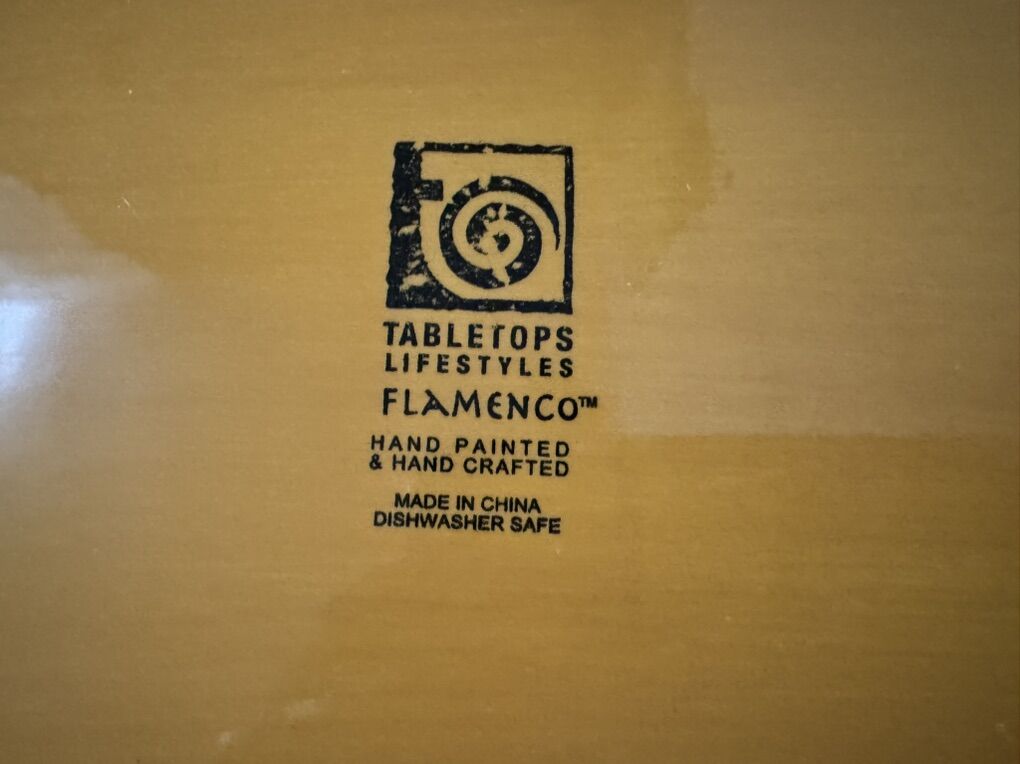 TABLETOPS
LIFESTYLES
FLAMENCO™
HAND PAINTED
& HAND CRAFTED
MADE IN CHINA
DISHWASHER SAFE